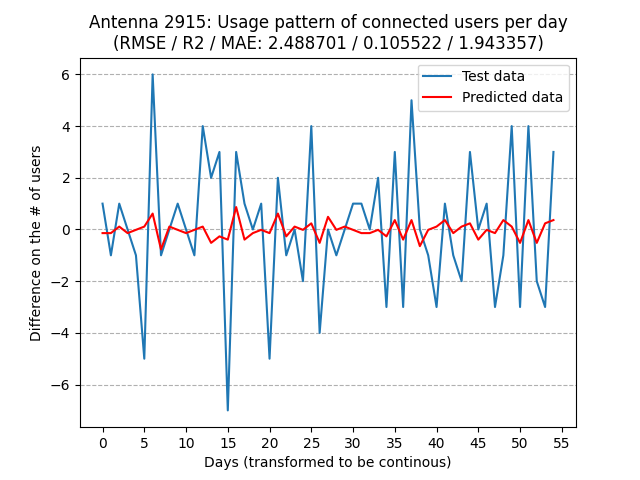 Antenna 2915: Usage pattern of connected users per day
(RMSE / R2 / MAE: 2.488701 / 0.105522 / 1.943357)
Test data
Predicted data
Difference on the # of users
6
4
2
0
−2
−4
−6
0 5 10 15 20 25 30 35 40 45 50 55
Days (transformed to be continous)